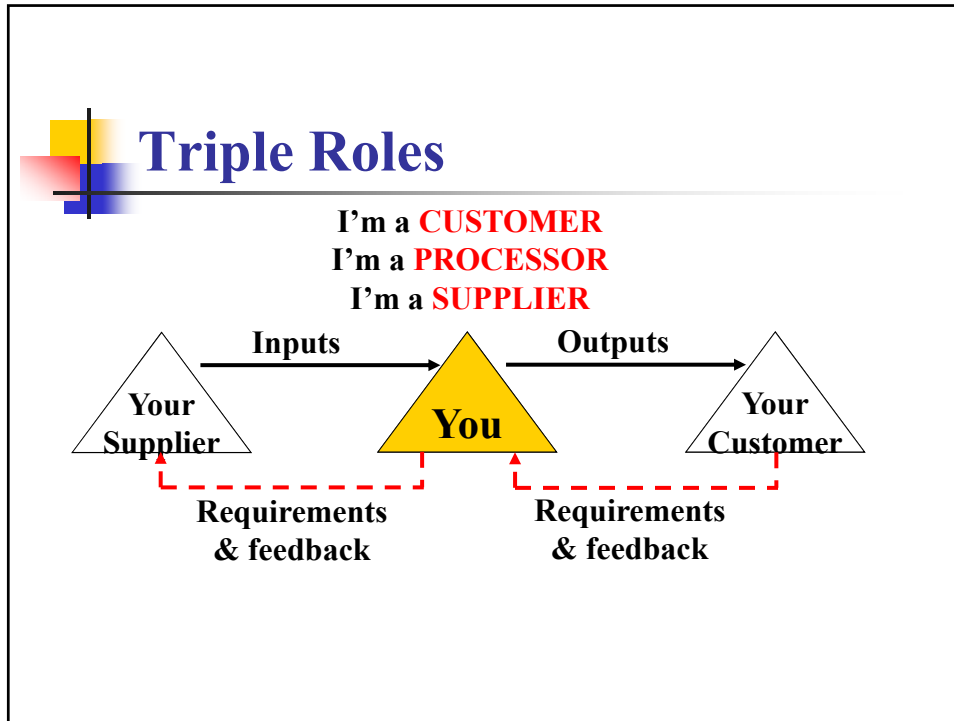 Triple Roles
I'm a CUSTOMER
I'm a PROCESSOR
I'm a SUPPLIER
Inputs
Outputs
Your
Supplier
You
Your
Customer
Requirements
& feedback
Requirements
& feedback